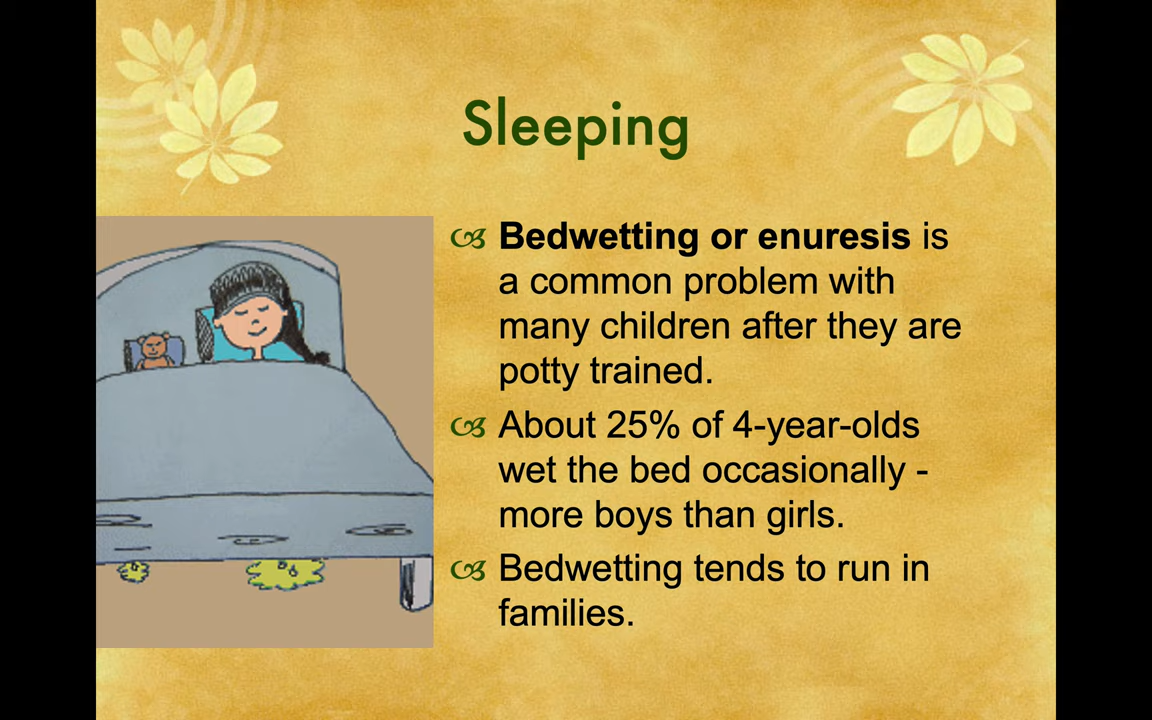 Sleeping
Bedwetting or enuresis is
a common problem with
many children after they are
potty trained.
About 25% of 4-year-olds
wet the bed occasionally -
more boys than girls.
Bedwetting tends to run in
families.